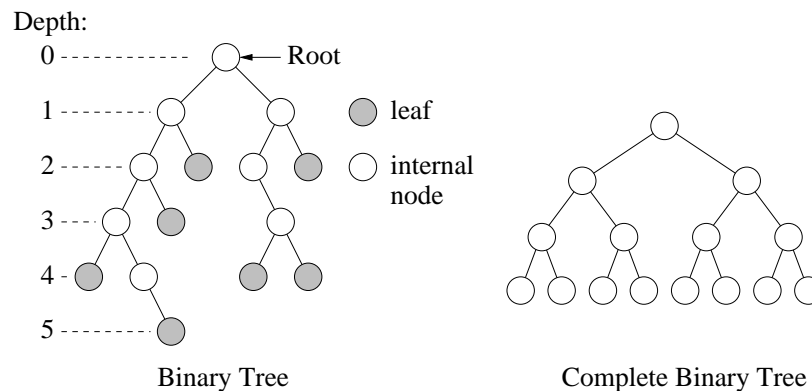 Depth:
0
Root
1
leaf
2
internal
node
3
4
5
Binary Tree
Complete Binary Tree